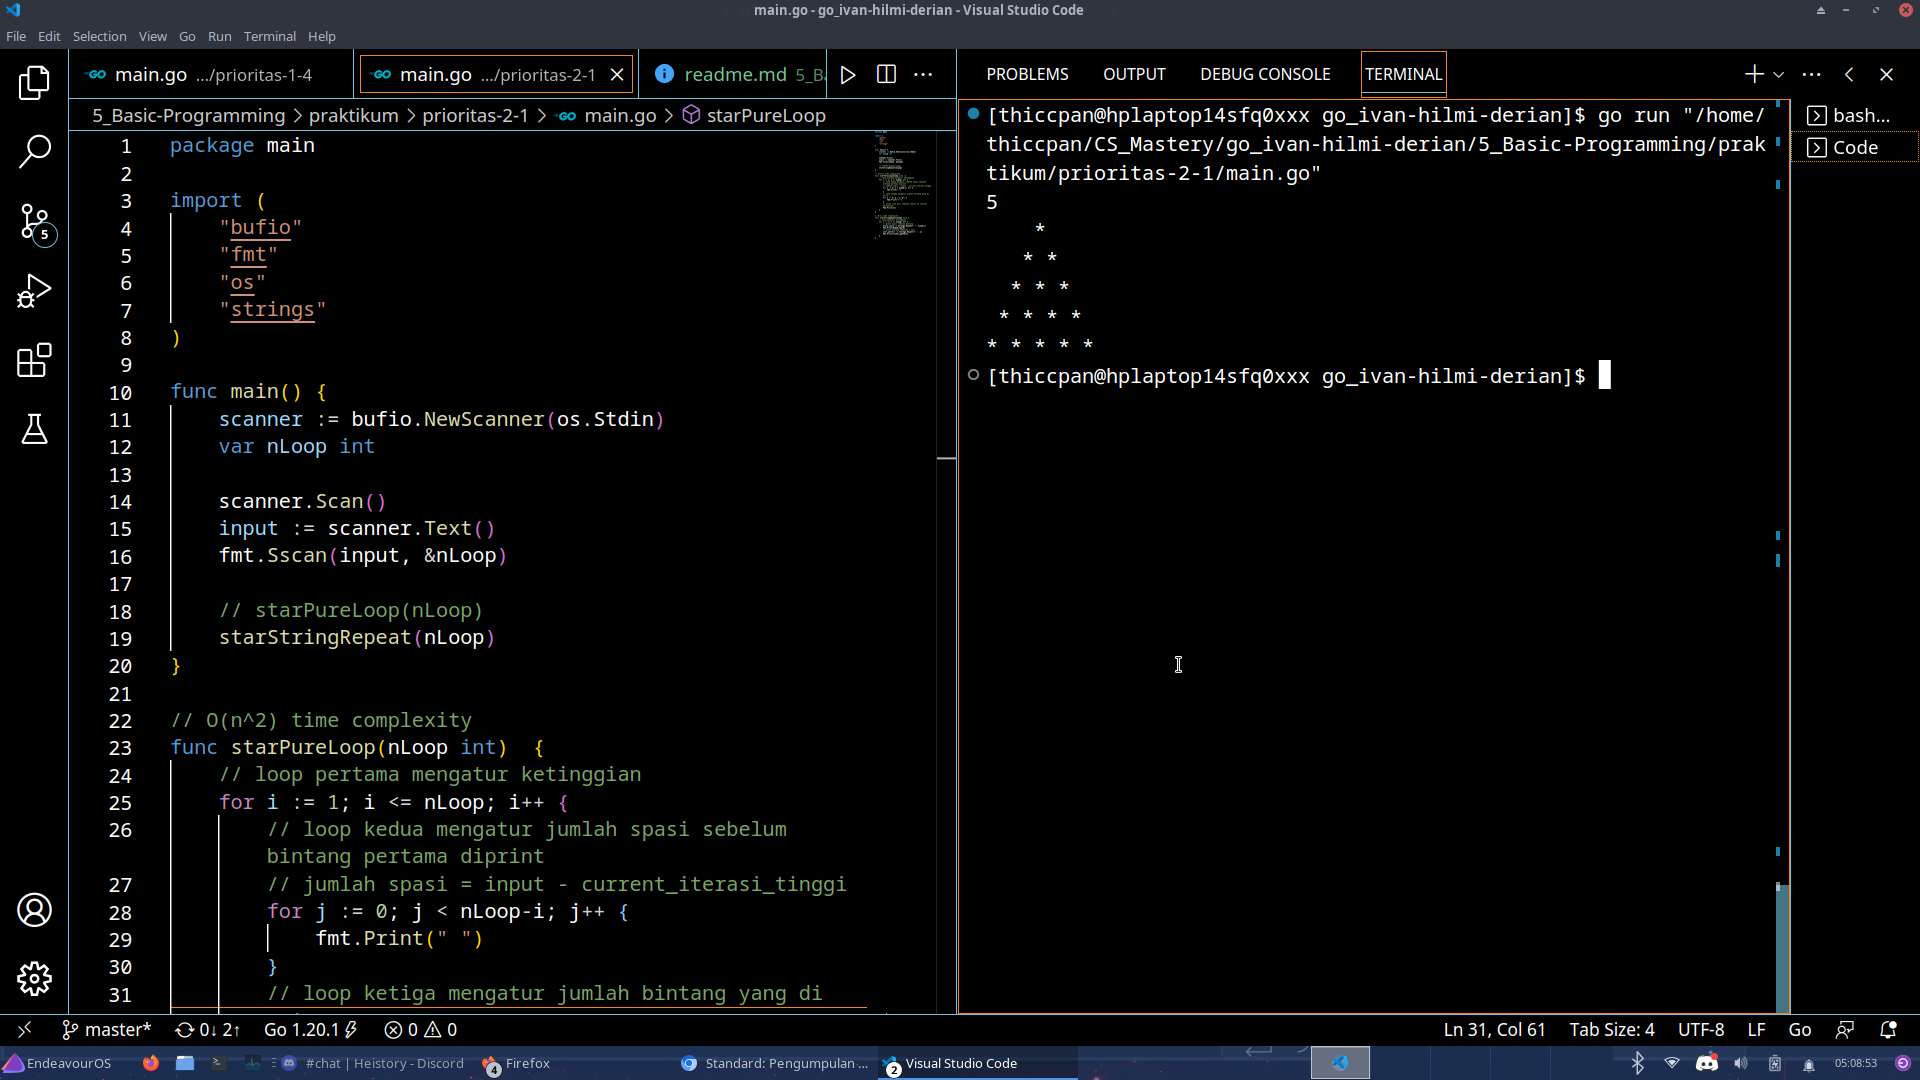 main.go - go_ivan-hilmi-derian - Visual Studio Code
File Edit Selection View Go Run Terminal Help
main.go .../prioritas-1-4 main.go .../prioritas-2-1 readme.md 5_B
PROBLEMS OUTPUT DEBUG CONSOLE TERMINAL
5_Basic-Programming > praktikum > prioritas-2-1 > main.go > starPureLoop
1 package main
2
3 import (
4 "bufio"
5 "fmt"
6 "os"
7 "strings"
8 )
9
10 func main() {
11 scanner := bufio.NewScanner(os.Stdin)
12 var nLoop int
13
14 scanner.Scan()
15 input := scanner.Text()
16 fmt.Sscan(input, &nLoop)
17
18 // starPureLoop(nLoop)
19 starStringRepeat(nLoop)
20 }
21
22 // O(n^2) time complexity
23 func starPureLoop(nLoop int)  {
24 // loop pertama mengatur ketinggian
25 for i := 1; i <= nLoop; i++ {
26 // loop kedua mengatur jumlah spasi sebelum
bintang pertama diprint
27 // jumlah spasi = input - current_iterasi_tinggi
28 for j := 0; j < nLoop-i; j++ {
29 fmt.Print(" ")
30 }
31 // loop ketiga mengatur jumlah bintang yang di
[thiccpan@hplaptop14sfq0xxx go_ivan-hilmi-derian]$ go run "/home/
thiccpan/CS_Mastery/go_ivan-hilmi-derian/5_Basic-Programming/prak
tikum/prioritas-2-1/main.go"
5
*
* *
* * *
* * * *
* * * * *
[thiccpan@hplaptop14sfq0xxx go_ivan-hilmi-derian]$
bash...
Code
5
master* 0↓ 2↑ Go 1.20.1 0 0 Ln 31, Col 61 Tab Size: 4 UTF-8 LF Go
EndeavourOS #chat | Heistory - Discord 4 Firefox Standard: Pengumpulan ... 2 Visual Studio Code 05:08:53